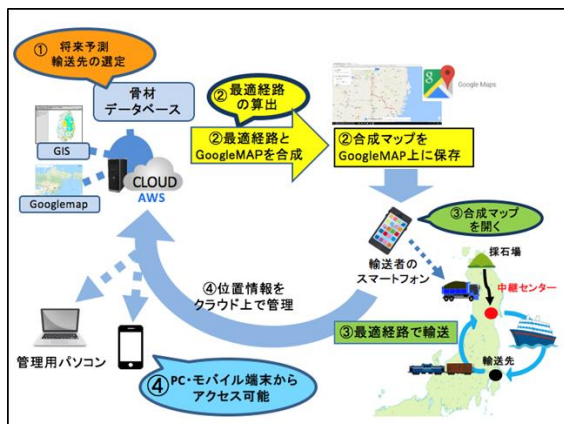 ① 将来予測
輸送先の選定
骨材
データベース
GIS
Googlemap
CLOUD
AWS
② 最適経路
の算出
②最適経路と
GoogleMAPを合成
Google Maps
②合成マップを
GoogleMAP上に保存
③合成マップ
を開く
輸送者の
スマートフォン
採石場
中継センター
④位置情報を
クラウド上で管理
③最適経路で輸送
輸送先
管理用パソコン
④ PC・モバイル端末から
アクセス可能